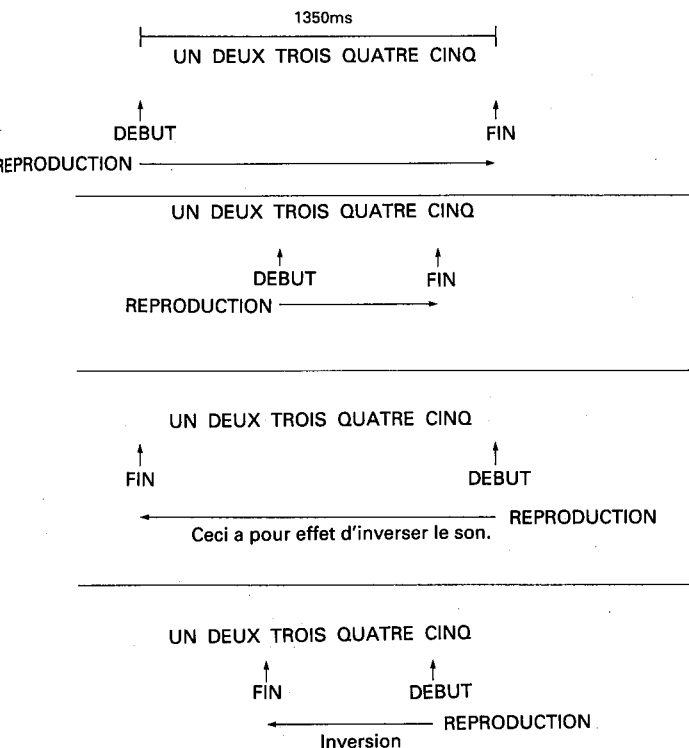 1350ms
UN DEUX TROIS QUATRE CINQ
DEBUT FIN
REPRODUCTION
UN DEUX TROIS QUATRE CINQ
DEBUT FIN
REPRODUCTION
UN DEUX TROIS QUATRE CINQ
FIN DEBUT
REPRODUCTION
Ceci a pour effet d'inverser le son.
UN DEUX TROIS QUATRE CINQ
FIN DEBUT
REPRODUCTION
Inversion